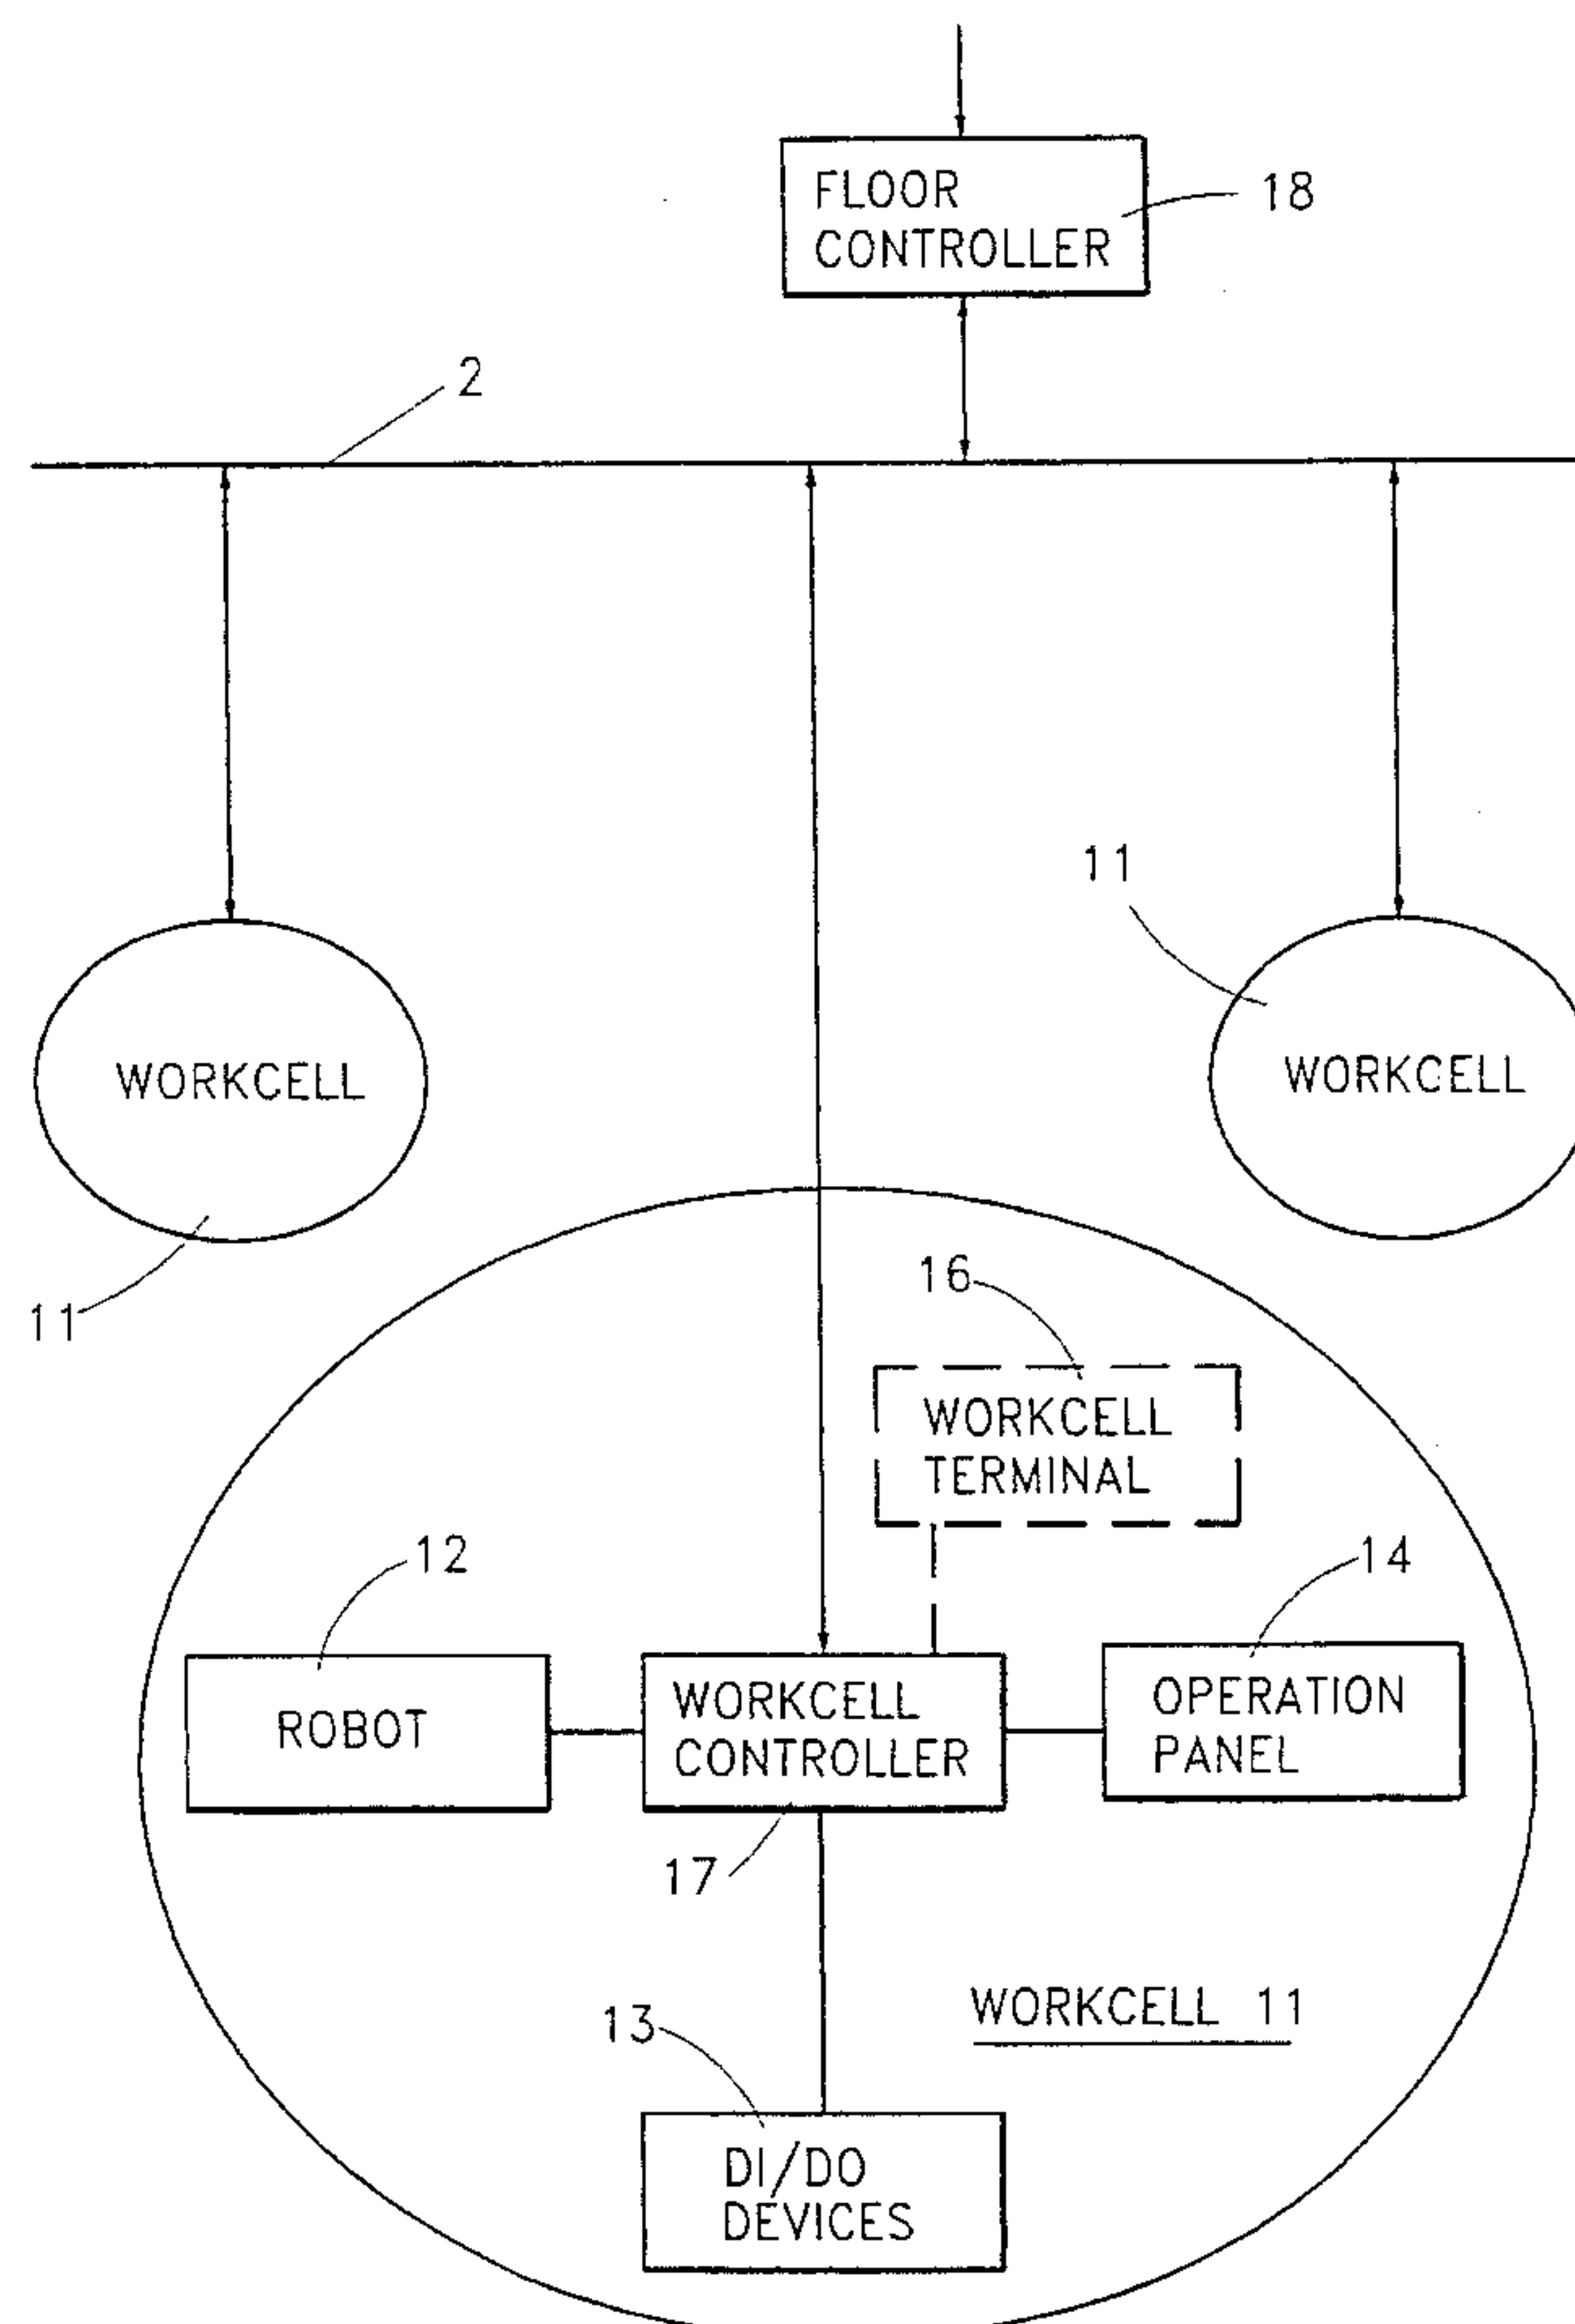 FLOOR
CONTROLLER
18
2
11
WORKCELL
WORKCELL
11
16
WORKCELL
TERMINAL
12
14
ROBOT
WORKCELL
CONTROLLER
OPERATION
PANEL
17
WORKCELL 11
13
DI/DO
DEVICES